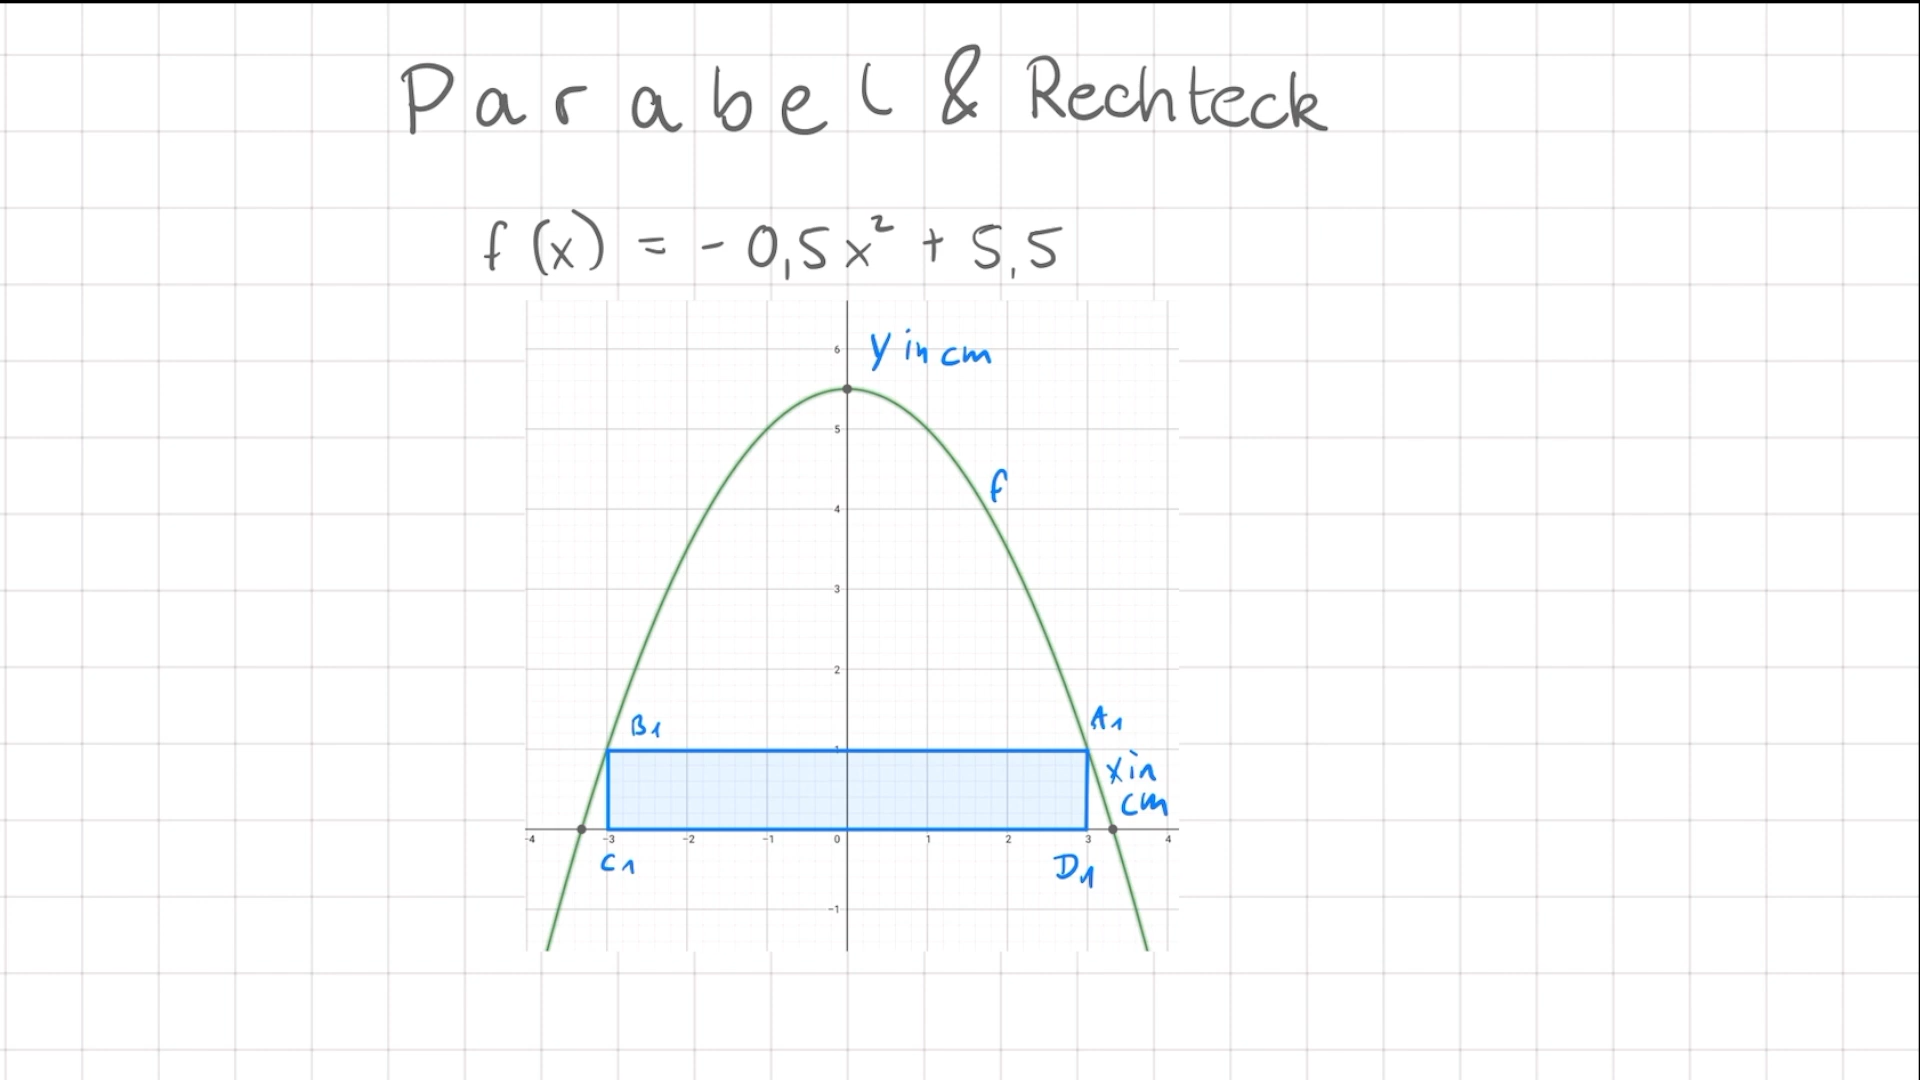 Parabel & Rechteck
f(x) = - 0,5x² + 5,5
6
y in cm
5
f
4
3
2
B1
A1
1
x in
cm
-4 -3 -2 -1 0 1 2 3 4
C1
D1
-1